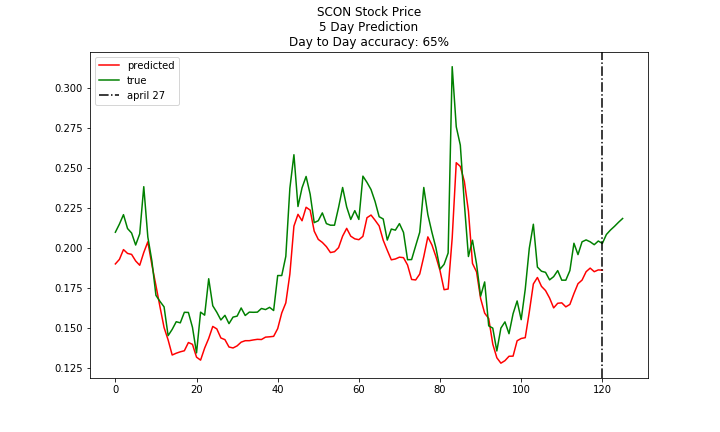 SCON Stock Price
5 Day Prediction
Day to Day accuracy: 65%
predicted
true
april 27
0.300
0.275
0.250
0.225
0.200
0.175
0.150
0.125
0 20 40 60 80 100 120